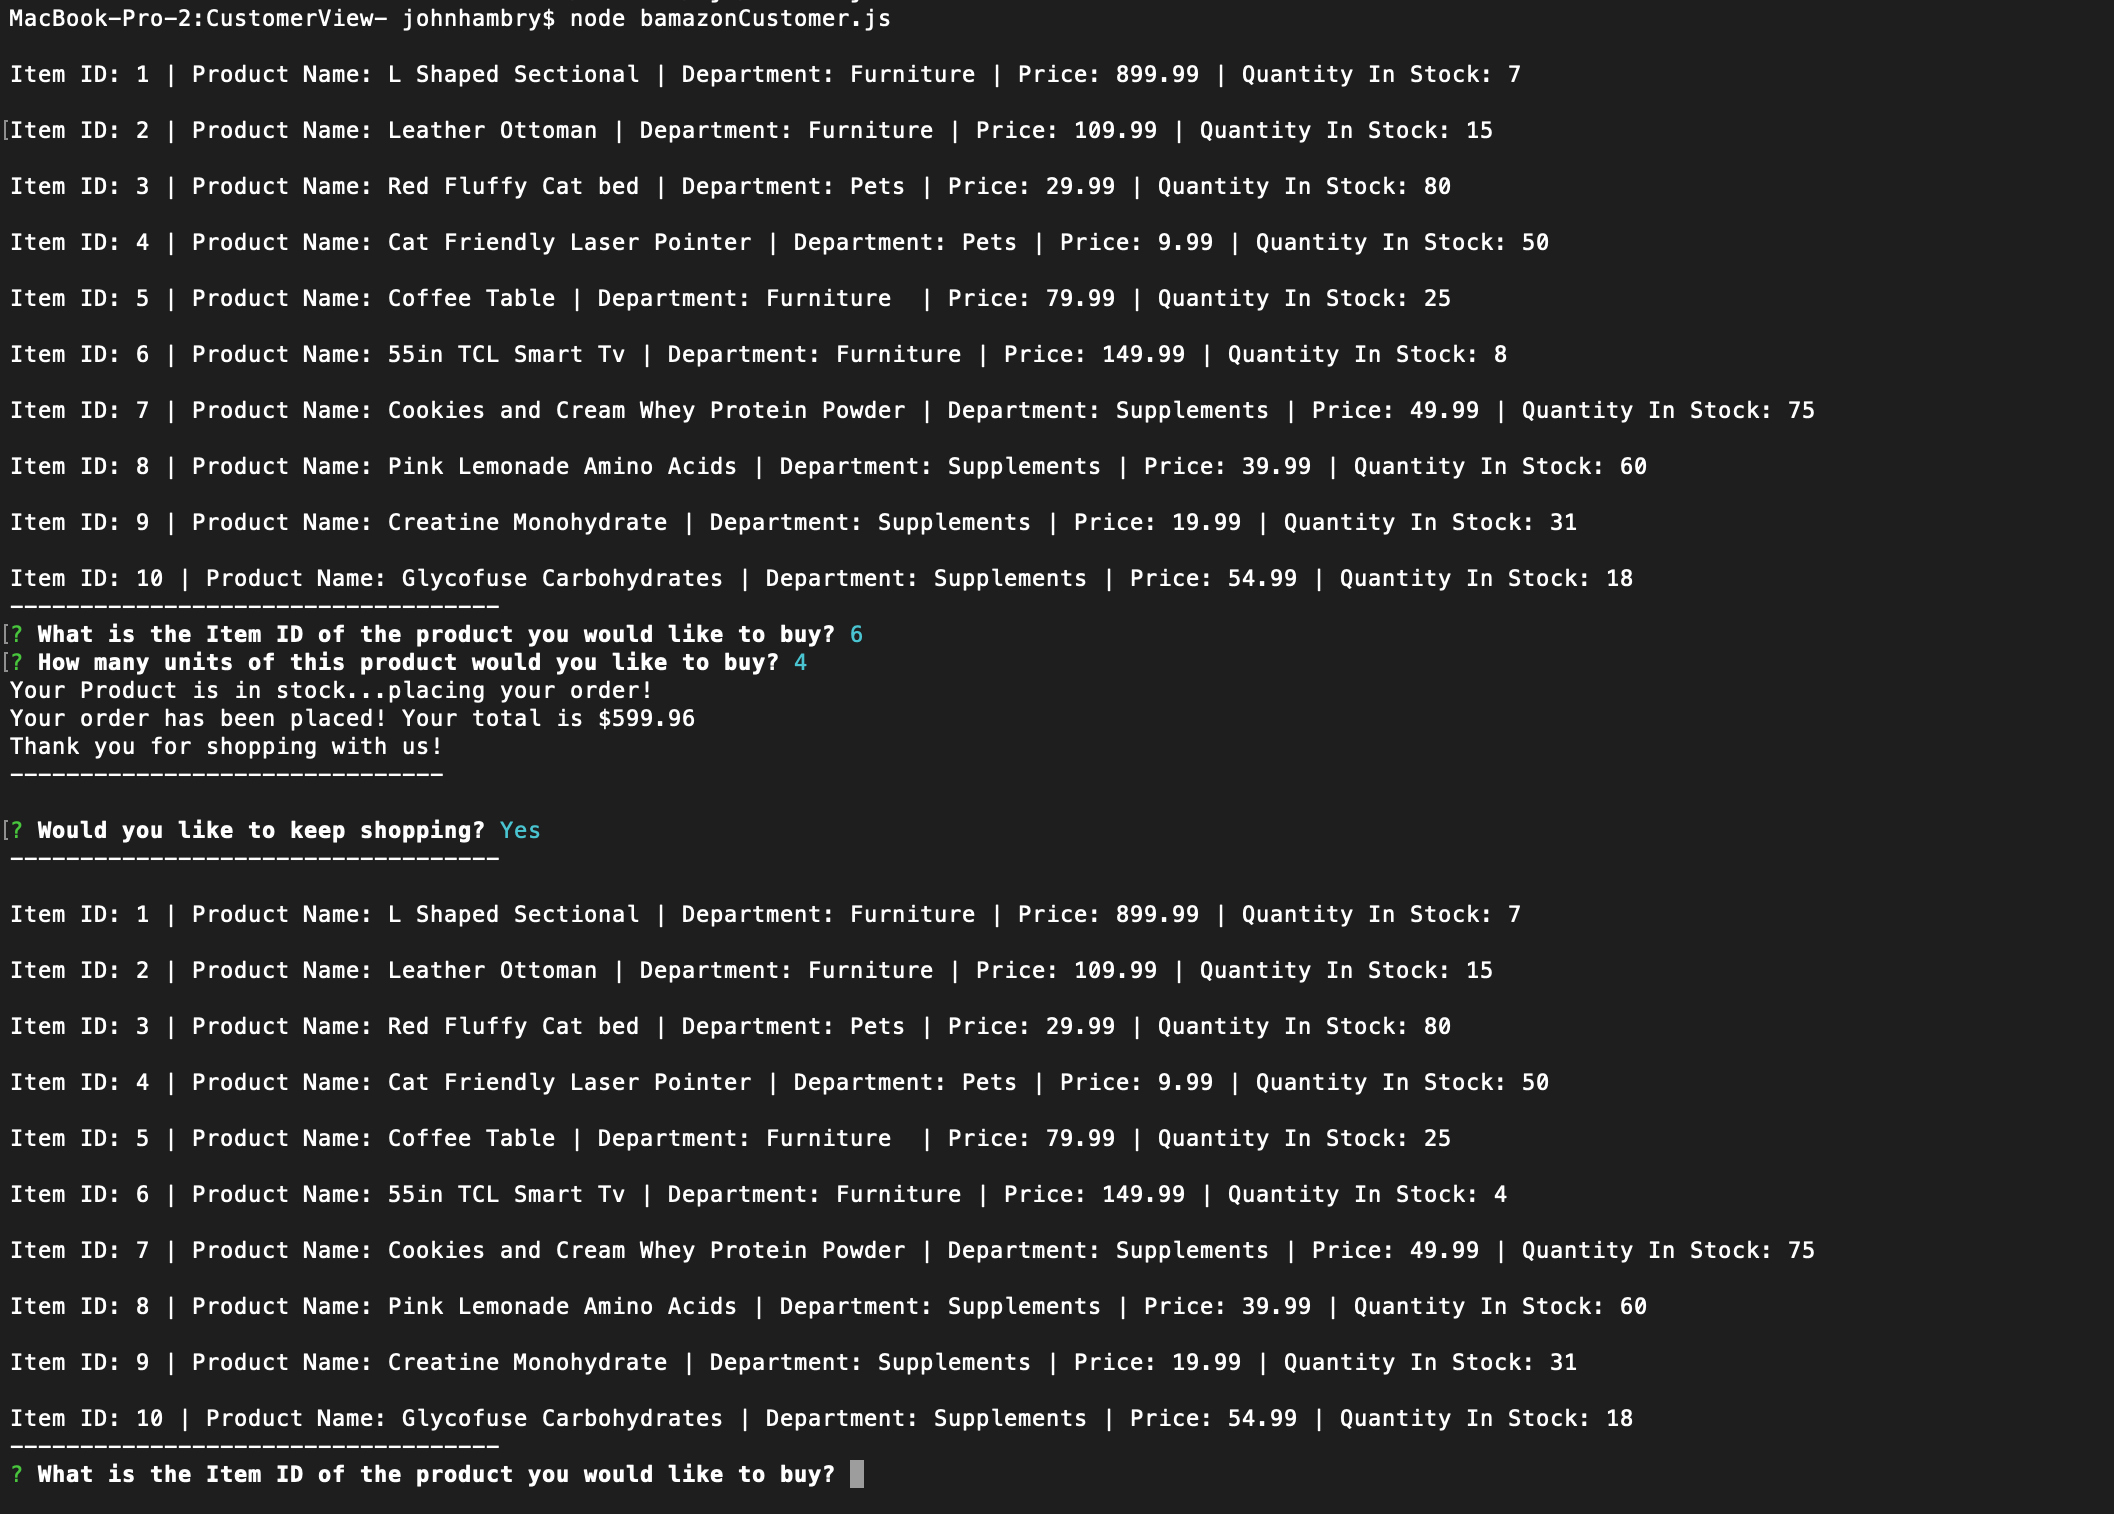 MacBook-Pro-2:CustomerView- johnhambry$ node bamazonCustomer.js
Item ID: 1 | Product Name: L Shaped Sectional | Department: Furniture | Price: 899.99 | Quantity In Stock: 7
[Item ID: 2 | Product Name: Leather Ottoman | Department: Furniture | Price: 109.99 | Quantity In Stock: 15
Item ID: 3 | Product Name: Red Fluffy Cat bed | Department: Pets | Price: 29.99 | Quantity In Stock: 80
Item ID: 4 | Product Name: Cat Friendly Laser Pointer | Department: Pets | Price: 9.99 | Quantity In Stock: 50
Item ID: 5 | Product Name: Coffee Table | Department: Furniture  | Price: 79.99 | Quantity In Stock: 25
Item ID: 6 | Product Name: 55in TCL Smart Tv | Department: Furniture | Price: 149.99 | Quantity In Stock: 8
Item ID: 7 | Product Name: Cookies and Cream Whey Protein Powder | Department: Supplements | Price: 49.99 | Quantity In Stock: 75
Item ID: 8 | Product Name: Pink Lemonade Amino Acids | Department: Supplements | Price: 39.99 | Quantity In Stock: 60
Item ID: 9 | Product Name: Creatine Monohydrate | Department: Supplements | Price: 19.99 | Quantity In Stock: 31
Item ID: 10 | Product Name: Glycofuse Carbohydrates | Department: Supplements | Price: 54.99 | Quantity In Stock: 18
-----------------------------------
[? What is the Item ID of the product you would like to buy? 6
[? How many units of this product would you like to buy? 4
Your Product is in stock...placing your order!
Your order has been placed! Your total is $599.96
Thank you for shopping with us!
-------------------------------
[? Would you like to keep shopping? Yes
-----------------------------------
Item ID: 1 | Product Name: L Shaped Sectional | Department: Furniture | Price: 899.99 | Quantity In Stock: 7
Item ID: 2 | Product Name: Leather Ottoman | Department: Furniture | Price: 109.99 | Quantity In Stock: 15
Item ID: 3 | Product Name: Red Fluffy Cat bed | Department: Pets | Price: 29.99 | Quantity In Stock: 80
Item ID: 4 | Product Name: Cat Friendly Laser Pointer | Department: Pets | Price: 9.99 | Quantity In Stock: 50
Item ID: 5 | Product Name: Coffee Table | Department: Furniture  | Price: 79.99 | Quantity In Stock: 25
Item ID: 6 | Product Name: 55in TCL Smart Tv | Department: Furniture | Price: 149.99 | Quantity In Stock: 4
Item ID: 7 | Product Name: Cookies and Cream Whey Protein Powder | Department: Supplements | Price: 49.99 | Quantity In Stock: 75
Item ID: 8 | Product Name: Pink Lemonade Amino Acids | Department: Supplements | Price: 39.99 | Quantity In Stock: 60
Item ID: 9 | Product Name: Creatine Monohydrate | Department: Supplements | Price: 19.99 | Quantity In Stock: 31
Item ID: 10 | Product Name: Glycofuse Carbohydrates | Department: Supplements | Price: 54.99 | Quantity In Stock: 18
-----------------------------------
? What is the Item ID of the product you would like to buy?